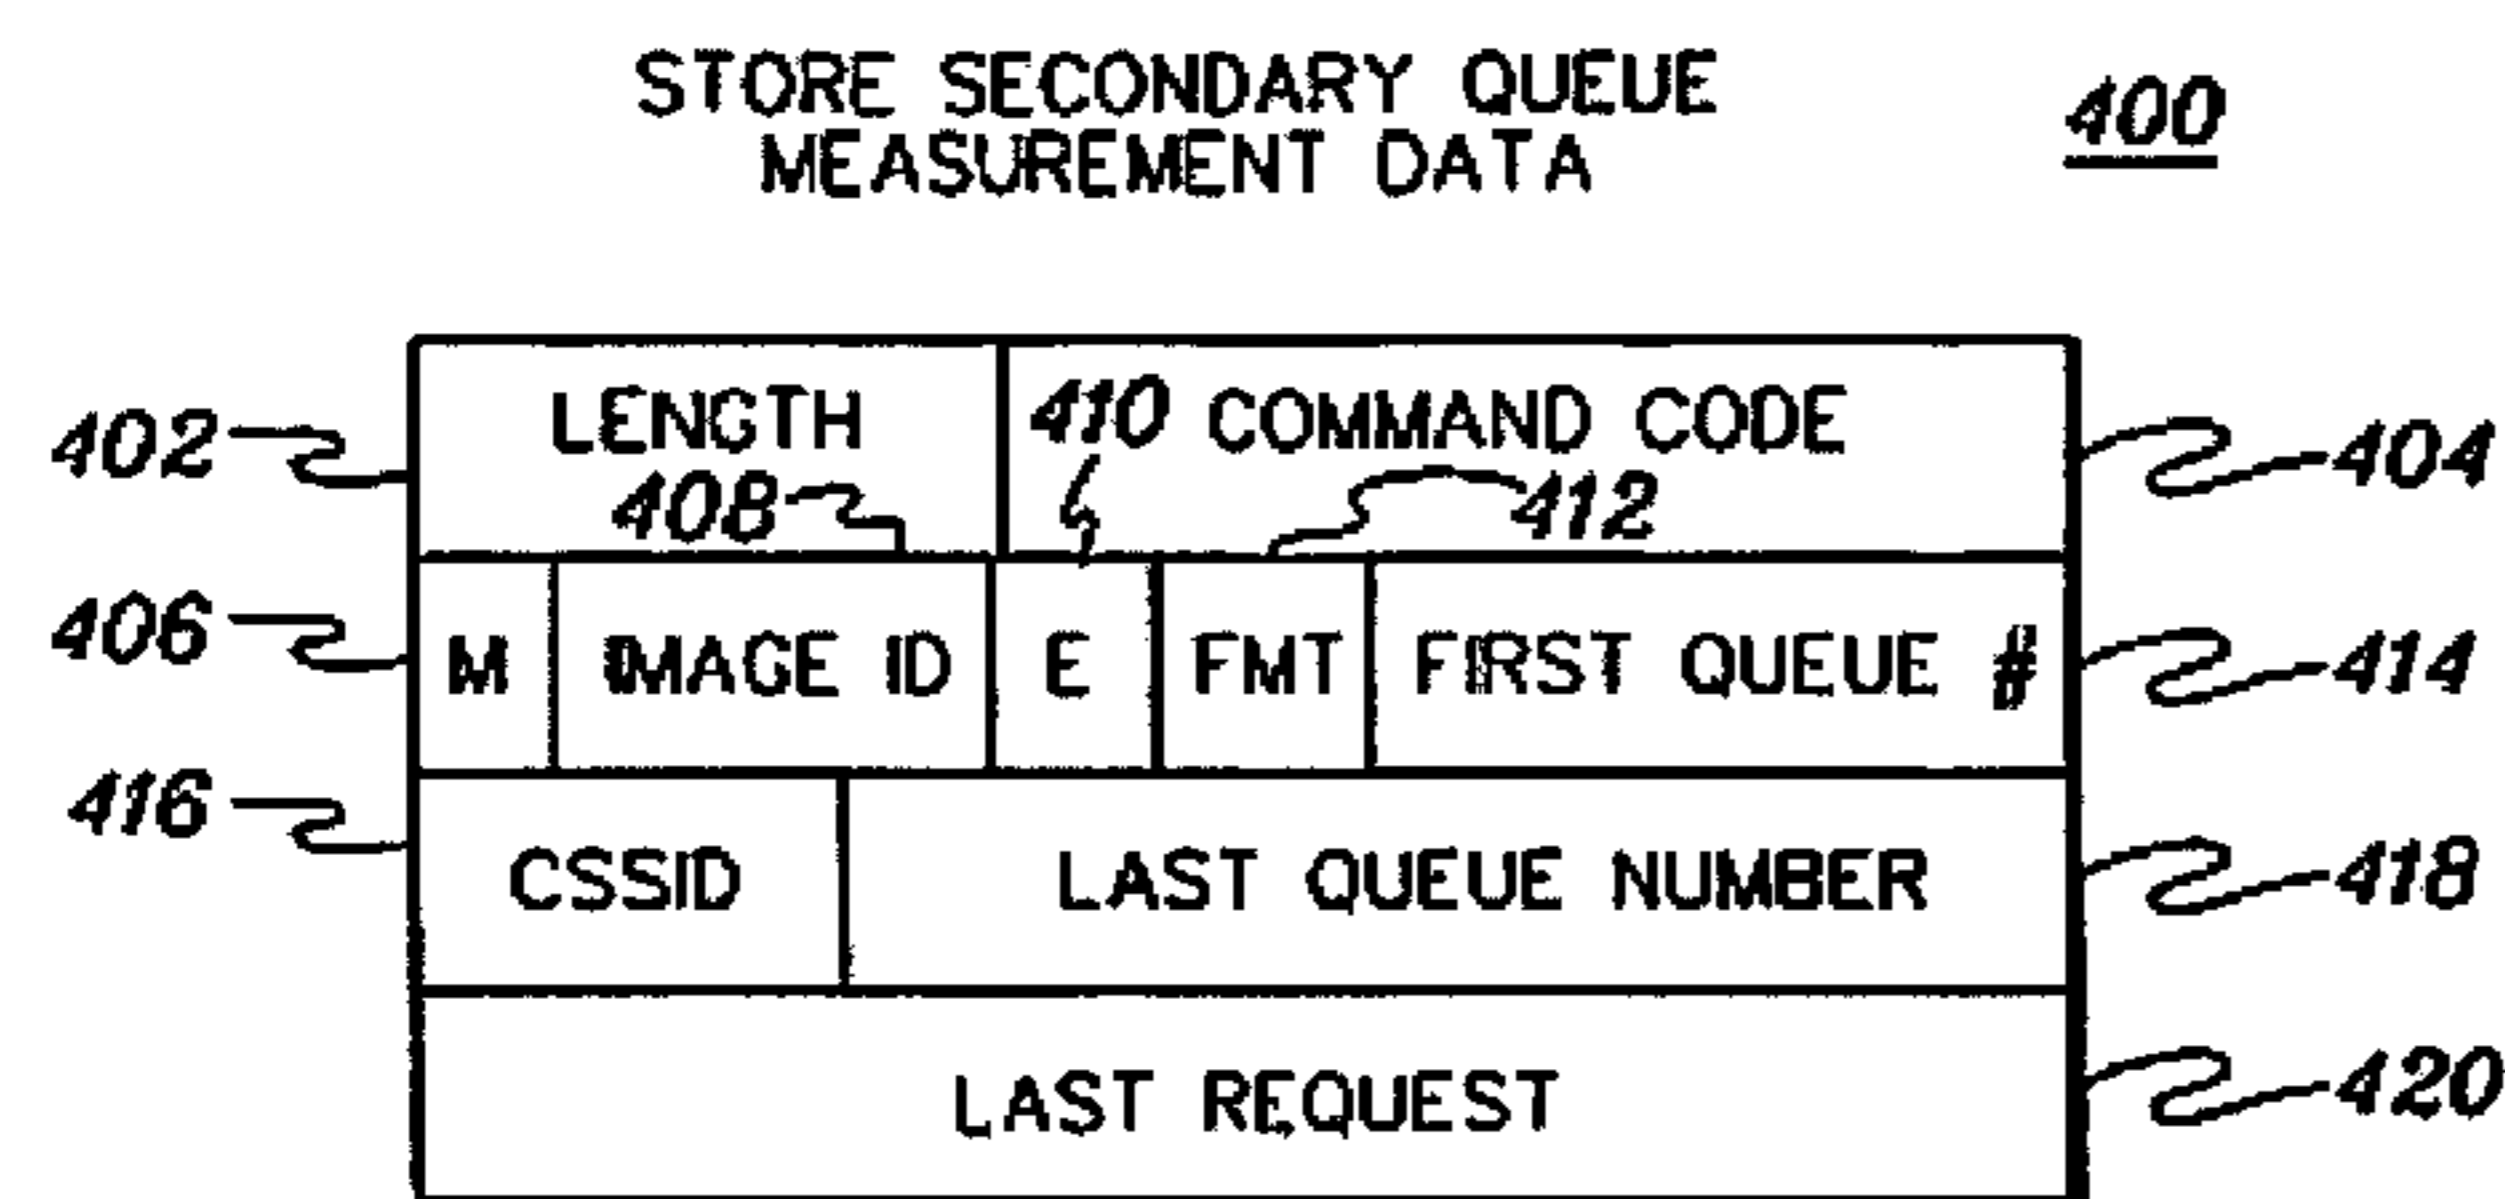 STORE SECONDARY QUEUE
MEASUREMENT DATA
400
402
LENGTH
410
COMMAND CODE
404
408
412
406
M
IMAGE ID
E
FMT
FIRST QUEUE #
414
416
CSSID
LAST QUEUE NUMBER
418
LAST REQUEST
420